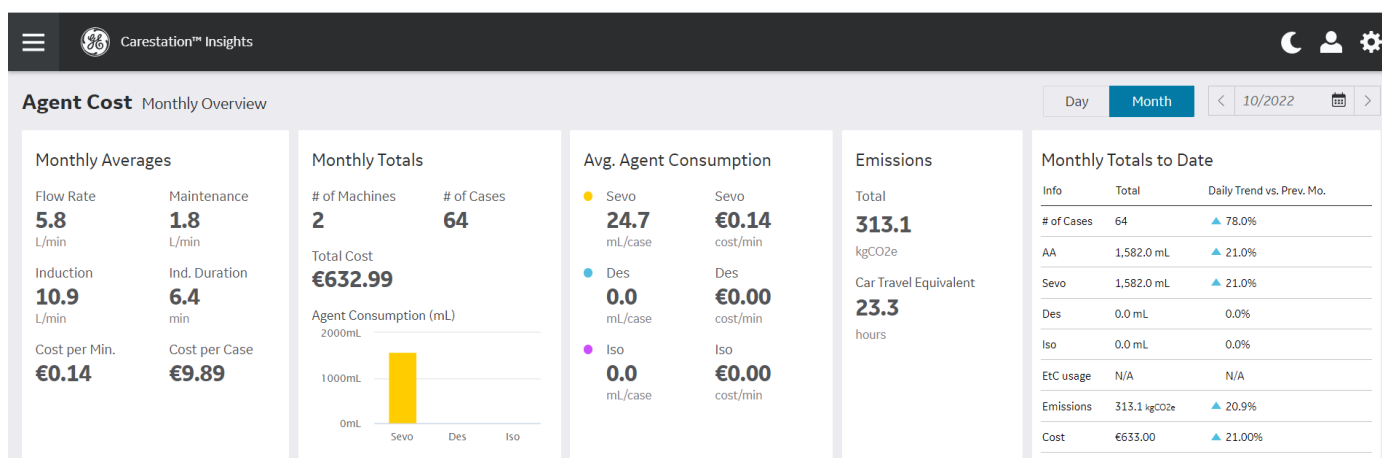 Carestation™ Insights
Agent Cost Monthly Overview
Day Month 10/2022
Monthly Averages
Flow Rate Maintenance
5.8 1.8
L/min L/min
Induction Ind. Duration
10.9 6.4
L/min min
Cost per Min. Cost per Case
€0.14 €9.89
Monthly Totals
# of Machines # of Cases
2 64
Total Cost
€632.99
Agent Consumption (mL)
2000mL
1000mL
0mL
Sevo Des Iso
Avg. Agent Consumption
Sevo Sevo
24.7 €0.14
mL/case cost/min
Des Des
0.0 €0.00
mL/case cost/min
Iso Iso
0.0 €0.00
mL/case cost/min
Emissions
Total
313.1
kgCO2e
Car Travel Equivalent
23.3
hours
Monthly Totals to Date
Info Total Daily Trend vs. Prev. Mo.
# of Cases 64 ▲ 78.0%
AA 1,582.0 mL ▲ 21.0%
Sevo 1,582.0 mL ▲ 21.0%
Des 0.0 mL 0.0%
Iso 0.0 mL 0.0%
EtC usage N/A N/A
Emissions 313.1 kgCO2e ▲ 20.9%
Cost €633.00 ▲ 21.00%